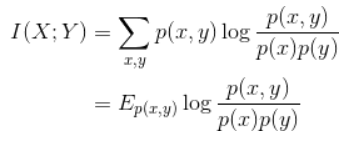 I(X;Y) = \sum_{x,y} p(x,y) \log \frac{p(x,y)}{p(x)p(y)}
= E_{p(x,y)} \log \frac{p(x,y)}{p(x)p(y)}